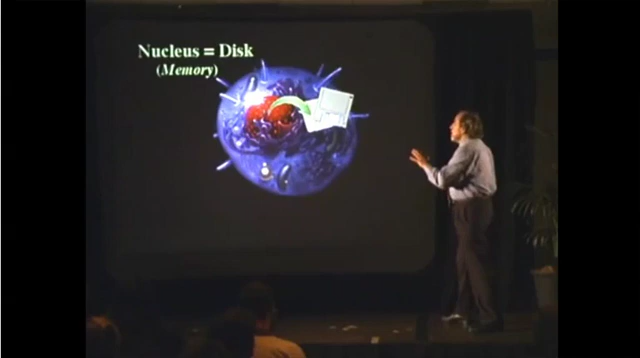 Nucleus = Disk
(Memory)